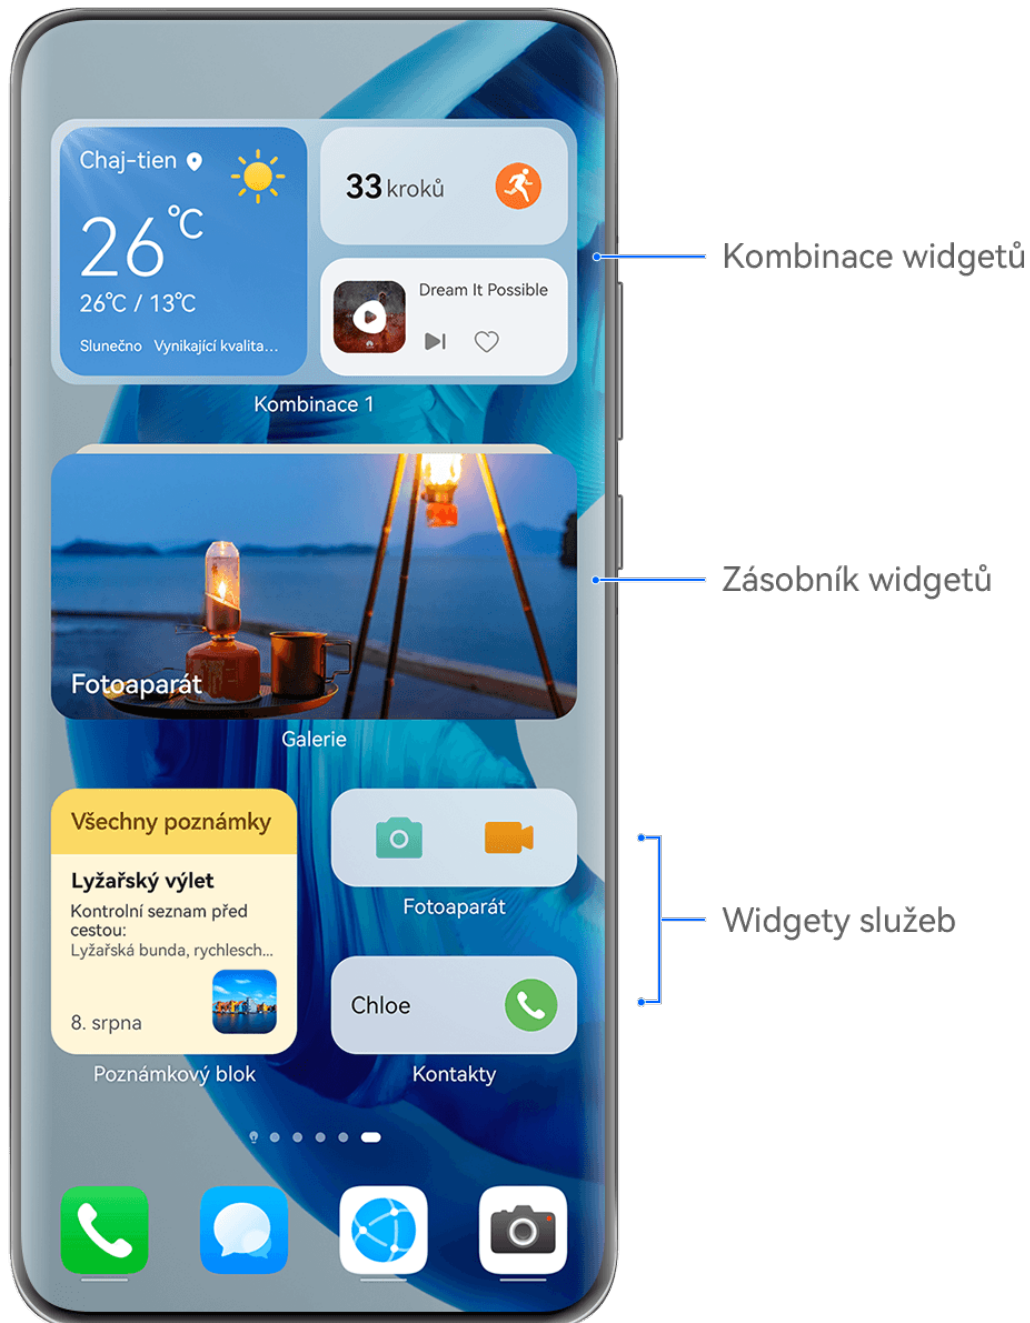 Chaj-tien
26°C
26°C / 13°C
Slunečno Vynikající kvalita...
33 kroků
Dream It Possible
Kombinace 1
Kombinace widgetů
Fotoaparát
Galerie
Zásobník widgetů
Všechny poznámky
Lyžařský výlet
Kontrolní seznam před
cestou:
Lyžařská bunda, rychlesch...
8. srpna
Poznámkový blok
Fotoaparát
Chloe
Kontakty
Widgety služeb